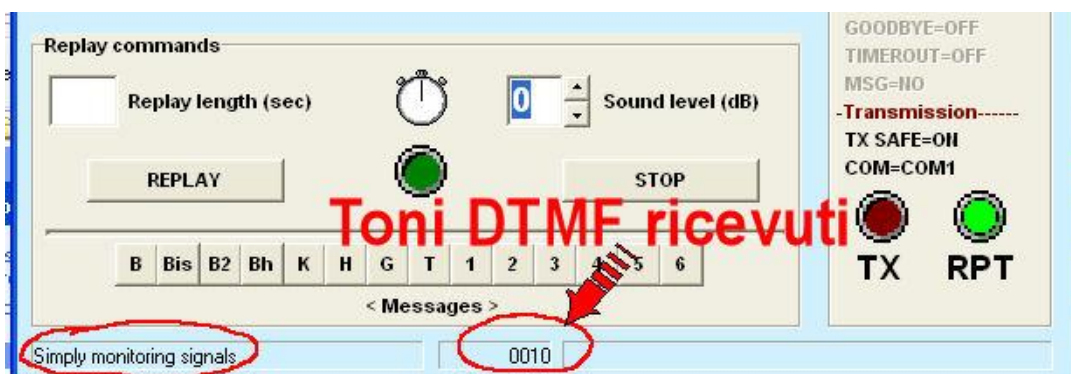 GOODBYE=OFF
TIMEROUT=OFF
MSG=NO
-Transmission------
TX SAFE=ON
COM=COM1
TX RPT
Replay commands
Replay length (sec)
0 Sound level (dB)
REPLAY STOP
Toni DTMF ricevuti
B Bis B2 Bh K H G T 1 2 3 4 5 6
< Messages >
Simply monitoring signals 0010